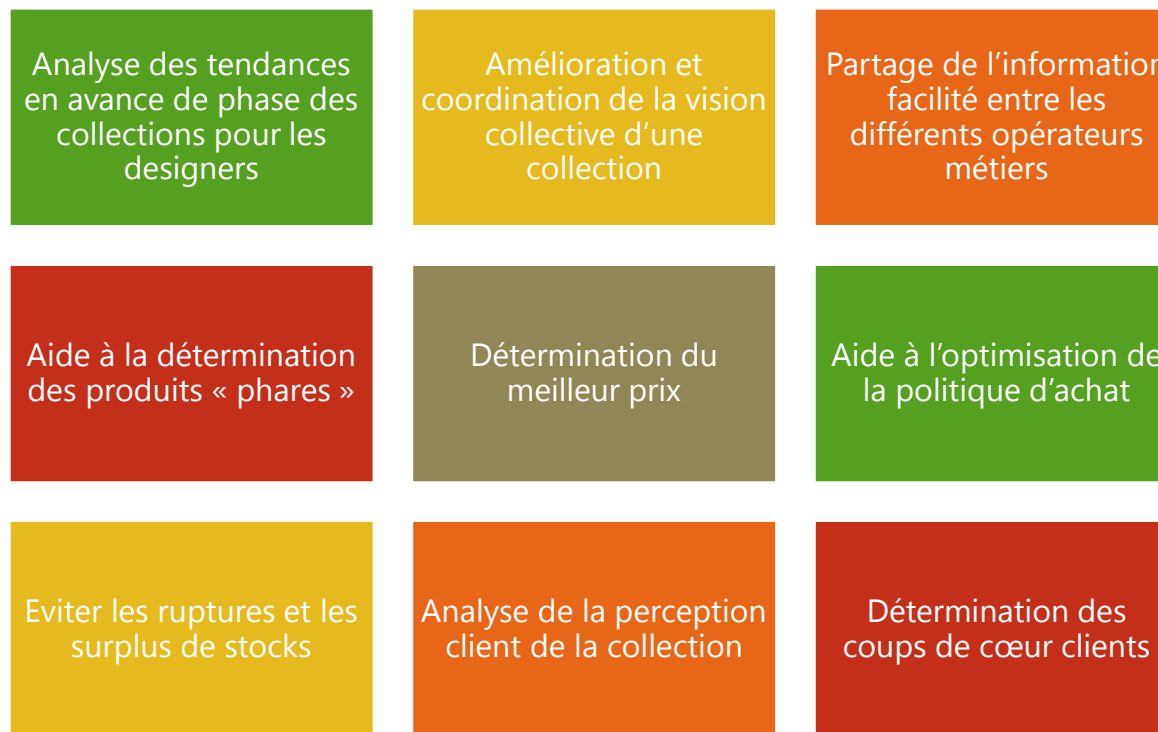 Analyse des tendances
en avance de phase des
collections pour les
designers
Amélioration et
coordination de la vision
collective d'une
collection
Partage de l'information
facilité entre les
différents opérateurs
métiers
Aide à la détermination
des produits « phares »
Détermination du
meilleur prix
Aide à l'optimisation de
la politique d'achat
Eviter les ruptures et les
surplus de stocks
Analyse de la perception
client de la collection
Détermination des
coups de cœur clients